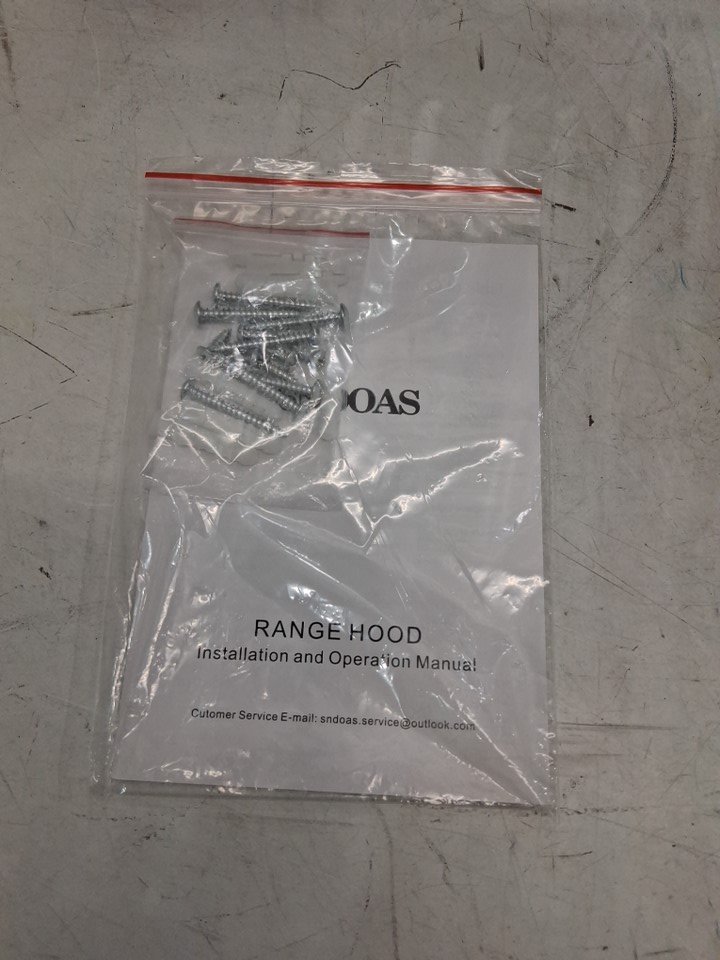 DOAS
RANGE HOOD
Installation and Operation Manual
Cutomer Service E-mail: sndoas.service@outlook.com